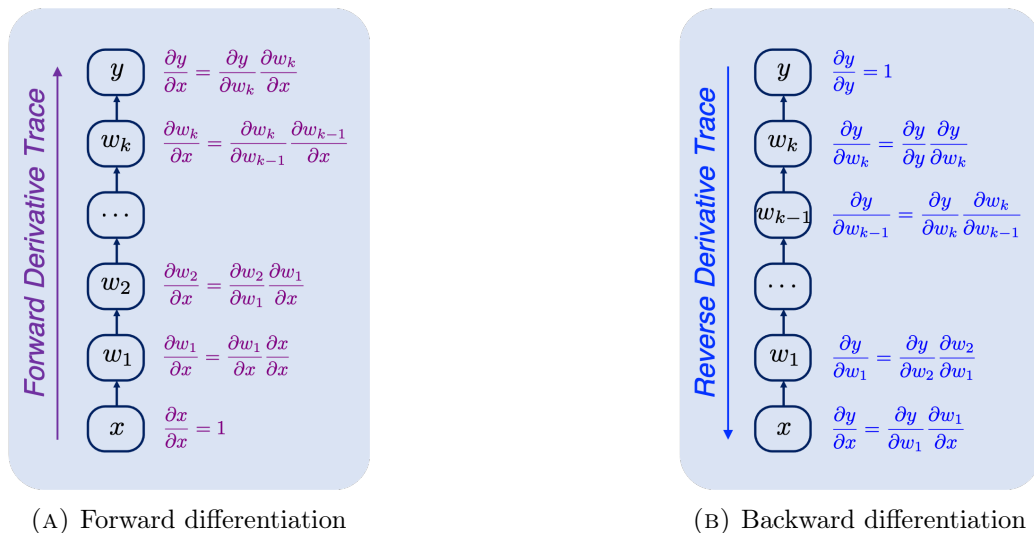 Forward Derivative Trace
y ∂y/∂x = ∂y/∂w_k ∂w_k/∂x
w_k ∂w_k/∂x = ∂w_k/∂w_{k−1} ∂w_{k−1}/∂x
⋯
w_2 ∂w_2/∂x = ∂w_2/∂w_1 ∂w_1/∂x
w_1 ∂w_1/∂x = ∂w_1/∂x ∂x/∂x
x ∂x/∂x = 1
(A) Forward differentiation
Reverse Derivative Trace
y ∂y/∂y = 1
w_k ∂y/∂w_k = ∂y/∂y ∂y/∂w_k
w_{k−1} ∂y/∂w_{k−1} = ∂y/∂w_k ∂w_k/∂w_{k−1}
⋯
w_1 ∂y/∂w_1 = ∂y/∂w_2 ∂w_2/∂w_1
x ∂y/∂x = ∂y/∂w_1 ∂w_1/∂x
(B) Backward differentiation